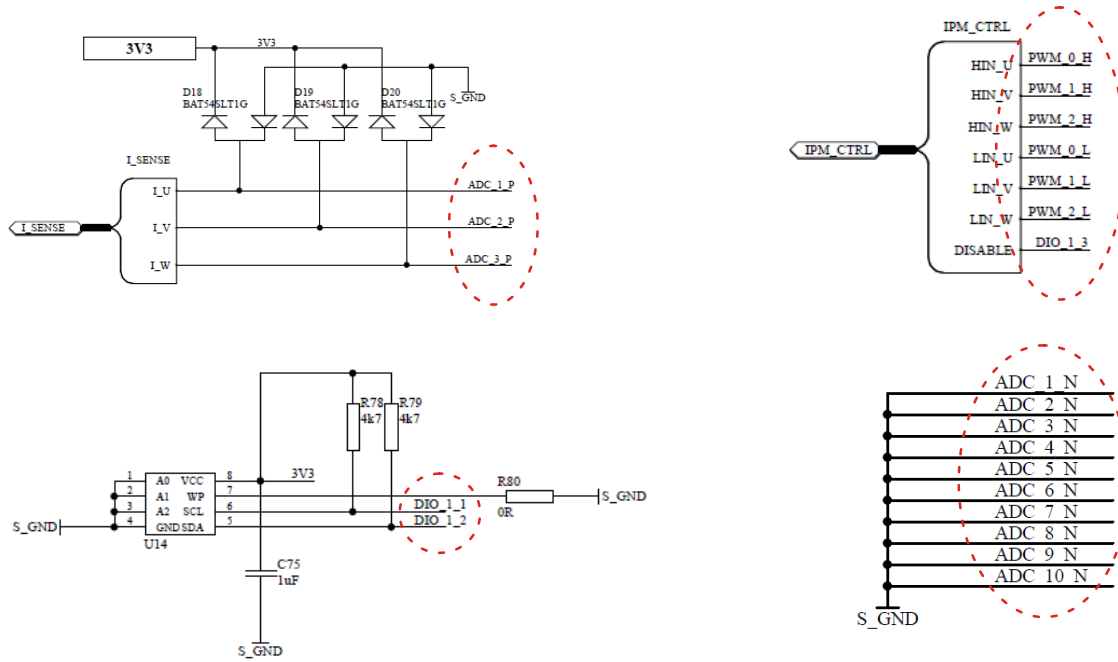 3V3
3V3
S_GND
D18
BAT54SLT1G
D19
BAT54SLT1G
D20
BAT54SLT1G
I_SENSE
I_SENSE
I_U
I_V
I_W
ADC_1_P
ADC_2_P
ADC_3_P
IPM_CTRL
IPM_CTRL
HIN_U
PWM_0_H
HIN_V
PWM_1_H
HIN_W
PWM_2_H
LIN_U
PWM_0_L
LIN_V
PWM_1_L
LIN_W
PWM_2_L
DISABLE
DIO_1_3
R78
4k7
R79
4k7
1 A0 VCC 8
2 A1 WP 7
3 A2 SCL 6
4 GND SDA 5
U14
S_GND
3V3
DIO_1_1
DIO_1_2
R80
0R
S_GND
C75
1uF
S_GND
ADC_1_N
ADC_2_N
ADC_3_N
ADC_4_N
ADC_5_N
ADC_6_N
ADC_7_N
ADC_8_N
ADC_9_N
ADC_10_N
S_GND